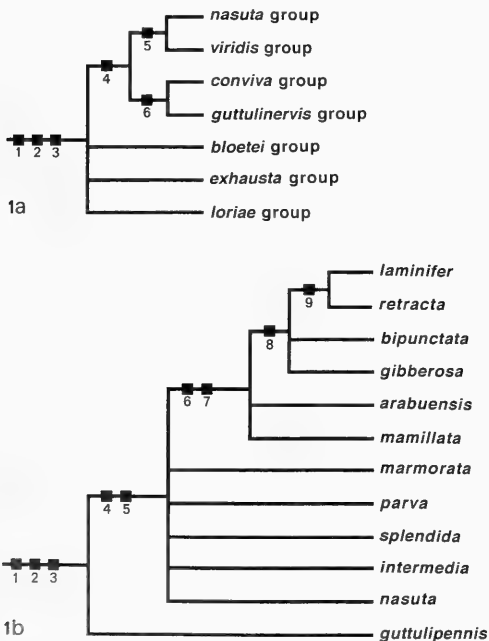 nasuta group
5
viridis group
4
conviva group
6
guttulinervis group
1 2 3
bloetei group
exhausta group
1a
loriae group
laminifer
9
retracta
8
bipunctata
gibberosa
6 7
arabuensis
mamillata
marmorata
4 5
parva
splendida
1 2 3
intermedia
nasuta
1b
guttulipennis